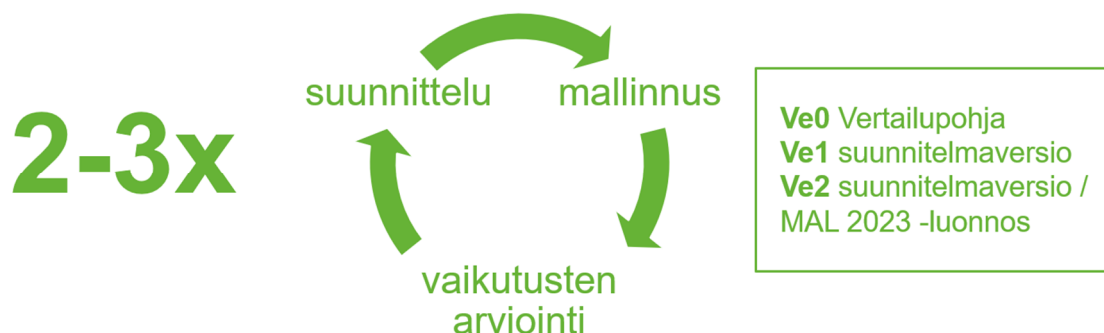 2-3x
suunnittelu
mallinnus
vaikutusten
arviointi
Ve0 Vertailupohja
Ve1 suunnitelmaversio
Ve2 suunnitelmaversio /
MAL 2023 -luonnos